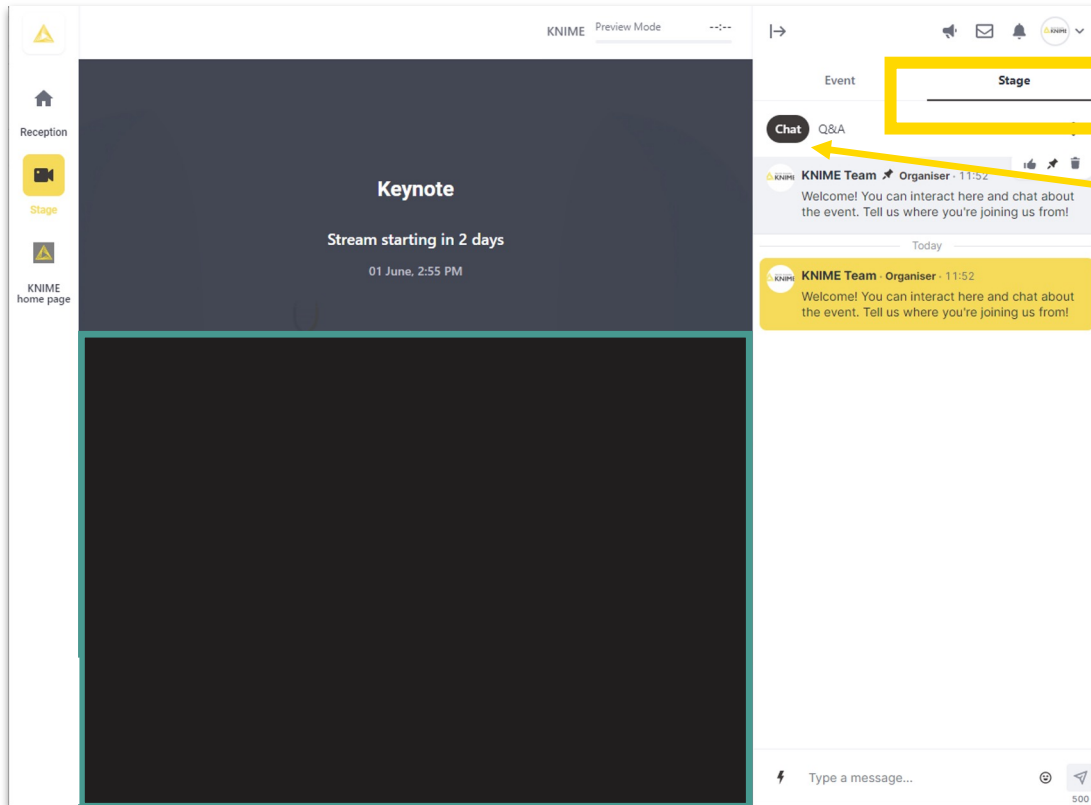 KNIME Preview Mode --:--
Reception
Stage
KNIME
home page
Keynote
Stream starting in 2 days
01 June, 2:55 PM
KNIME
Event Stage
Chat Q&A
KNIME
KNIME Team Organiser · 11:52
Welcome! You can interact here and chat about
the event. Tell us where you're joining us from!
Today
KNIME
KNIME Team · Organiser · 11:52
Welcome! You can interact here and chat about
the event. Tell us where you're joining us from!
Type a message...
500